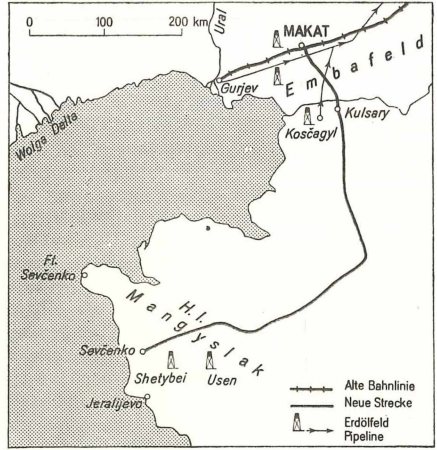 0 100 200 km
Ural
MAKAT
Embafeld
Gurjev
Kulsary
Kosčagyl
Wolga Delta
Ft.
Sevčenko
H.I.
Mangyslak
Sevčenko
Shetybei
Usen
Jeralijevo
Alte Bahnlinie
Neue Strecke
Erdölfeld
Pipeline